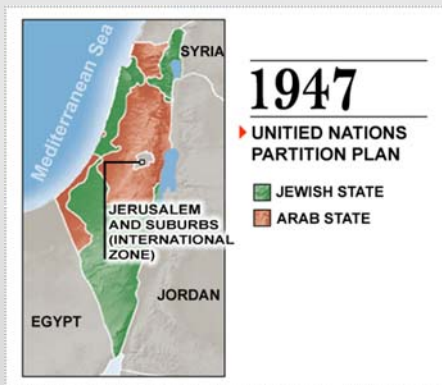 Mediterranean Sea
SYRIA
JERUSALEM
AND SUBURBS
(INTERNATIONAL
ZONE)
JORDAN
EGYPT
1947
UNITIED NATIONS
PARTITION PLAN
JEWISH STATE
ARAB STATE